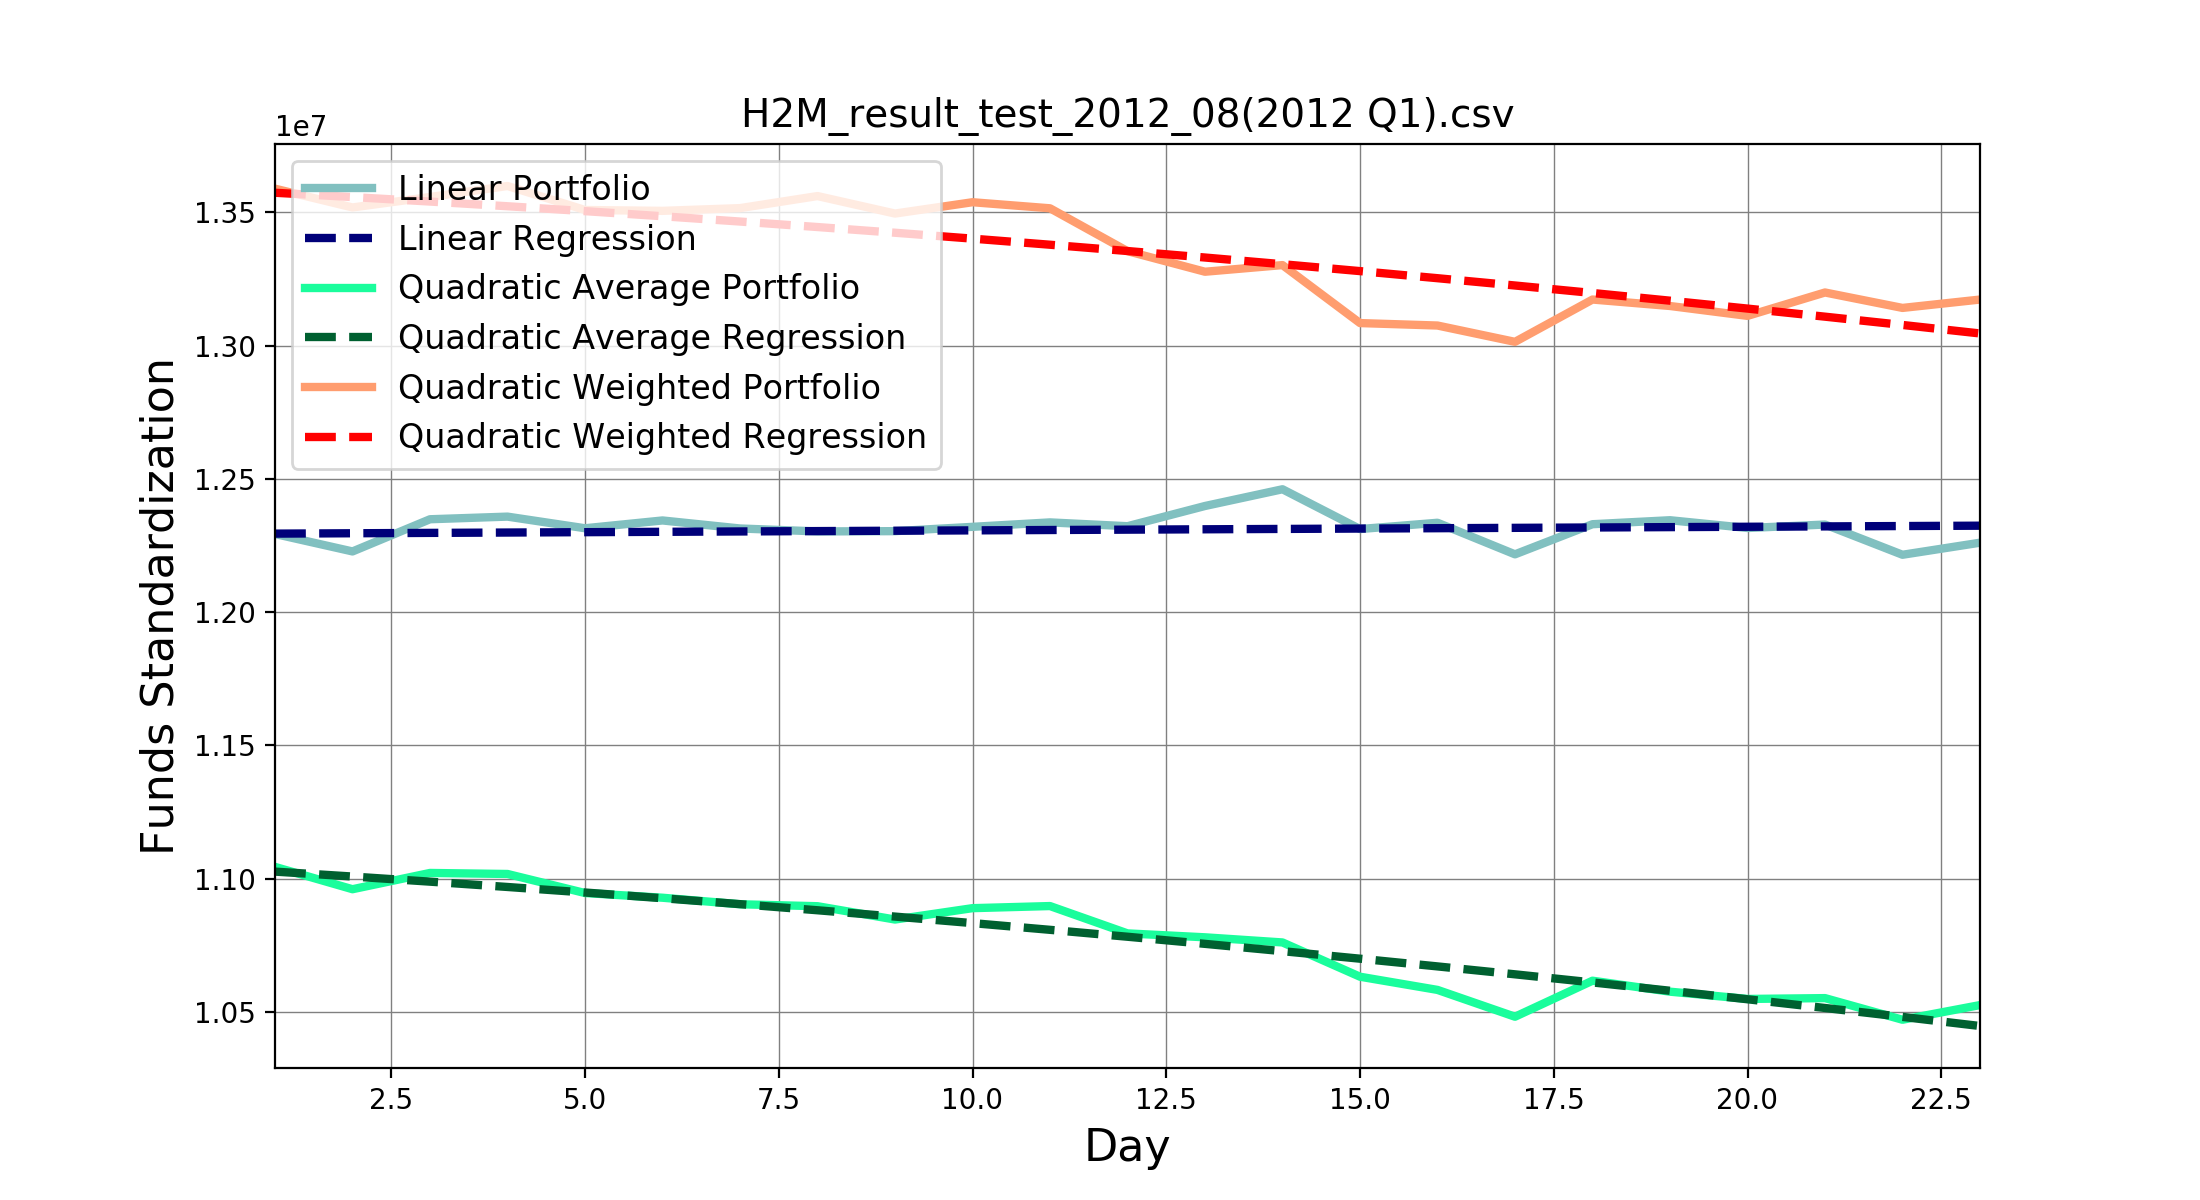 H2M_result_test_2012_08(2012 Q1).csv
1e7
Linear Portfolio
Linear Regression
Quadratic Average Portfolio
Quadratic Average Regression
Quadratic Weighted Portfolio
Quadratic Weighted Regression
1.35
1.30
1.25
1.20
1.15
1.10
1.05
Funds Standardization
2.5 5.0 7.5 10.0 12.5 15.0 17.5 20.0 22.5
Day